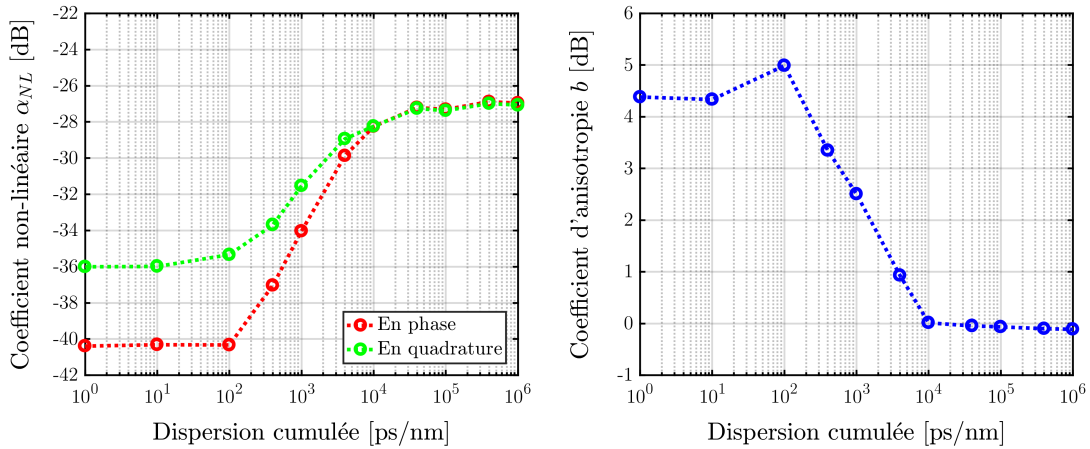 Coefficient non-linéaire α_NL [dB]
-22
-24
-26
-28
-30
-32
-34
-36
-38
-40
-42
En phase
En quadrature
10^0 10^1 10^2 10^3 10^4 10^5 10^6
Dispersion cumulée [ps/nm]
Coefficient d'anisotropie b [dB]
6
5
4
3
2
1
0
-1
10^0 10^1 10^2 10^3 10^4 10^5 10^6
Dispersion cumulée [ps/nm]